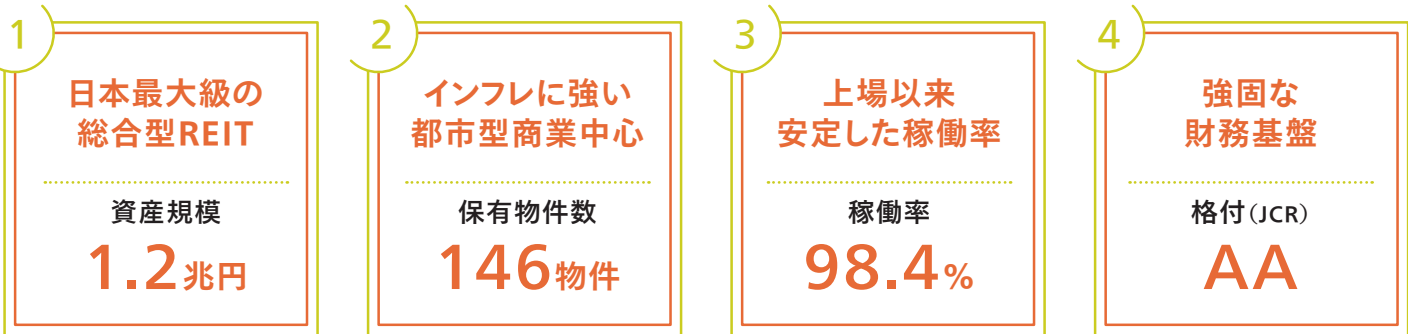 1
日本最大級の
総合型REIT
資産規模
1.2兆円
2
インフレに強い
都市型商業中心
保有物件数
146物件
3
上場以来
安定した稼働率
稼働率
98.4%
4
強固な
財務基盤
格付(JCR)
AA